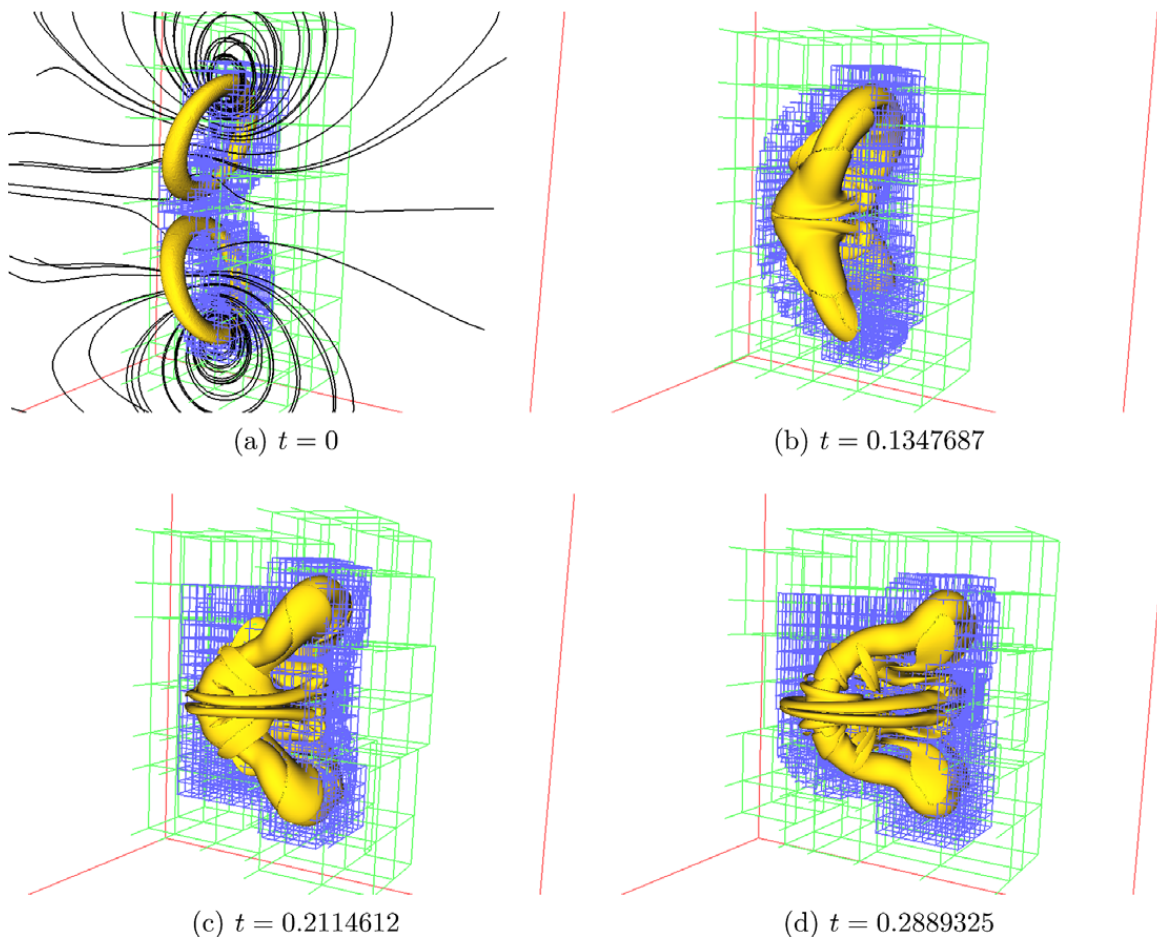 (a) t = 0
(b) t = 0.1347687
(c) t = 0.2114612
(d) t = 0.2889325